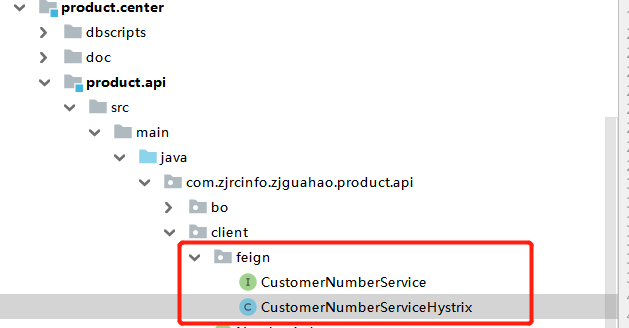 product.center
dbscripts
doc
product.api
src
main
java
com.zjrcinfo.zjguahao.product.api
bo
client
feign
I CustomerNumberService
C CustomerNumberServiceHystrix